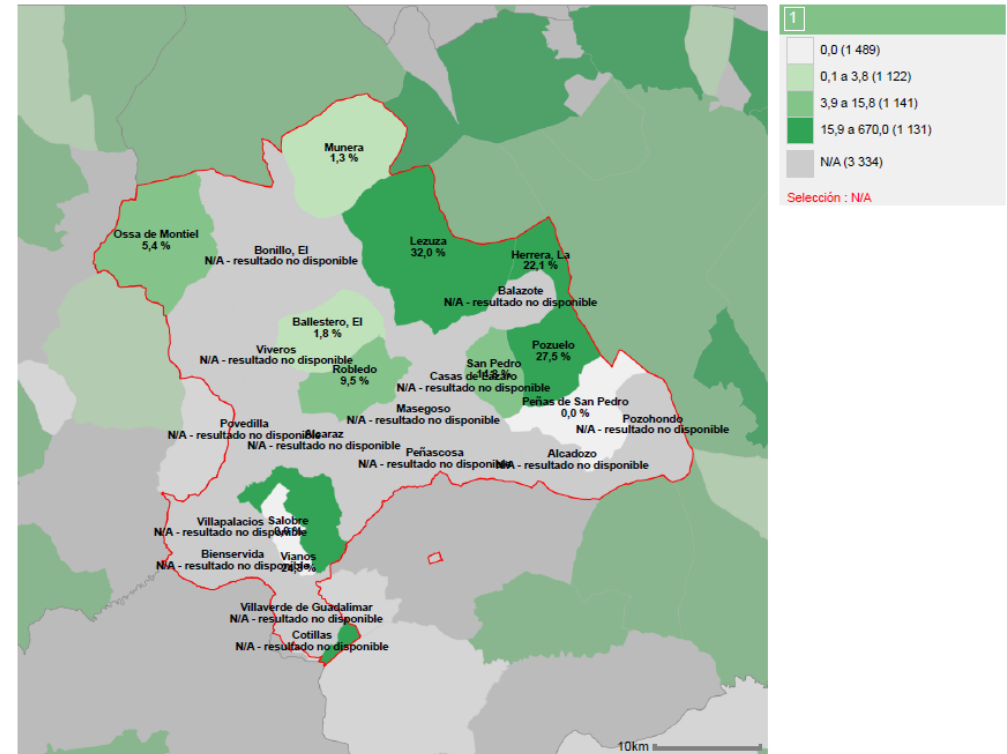 1
0,0 (1 489)
0,1 a 3,8 (1 122)
3,9 a 15,8 (1 141)
15,9 a 670,0 (1 131)
N/A (3 334)
Selección : N/A
Munera
1,3 %
Ossa de Montiel
5,4 %
Bonillo, El
N/A - resultado no disponible
Lezuza
32,0 %
Herrera, La
22,1 %
Balazote
N/A - resultado no disponible
Ballestero, El
1,8 %
Viveros
N/A - resultado no disponible
Robledo
9,5 %
San Pedro
Pozuelo
27,5 %
Casas de Lázaro
N/A - resultado no disponible
Peñas de San Pedro
0,0 %
Masegoso
N/A - resultado no disponible
Pozohondo
N/A - resultado no disponible
Povedilla
N/A - resultado no disponible
Alcaraz
N/A - resultado no disponible
Peñascosa
N/A - resultado no disponible
Alcadozo
N/A - resultado no disponible
Villapalacios
N/A - resultado no disponible
Salobre
0,0 %
Bienservida
N/A - resultado no disponible
Vianos
24,3 %
Villaverde de Guadalimar
N/A - resultado no disponible
Cotillas
N/A - resultado no disponible
10km